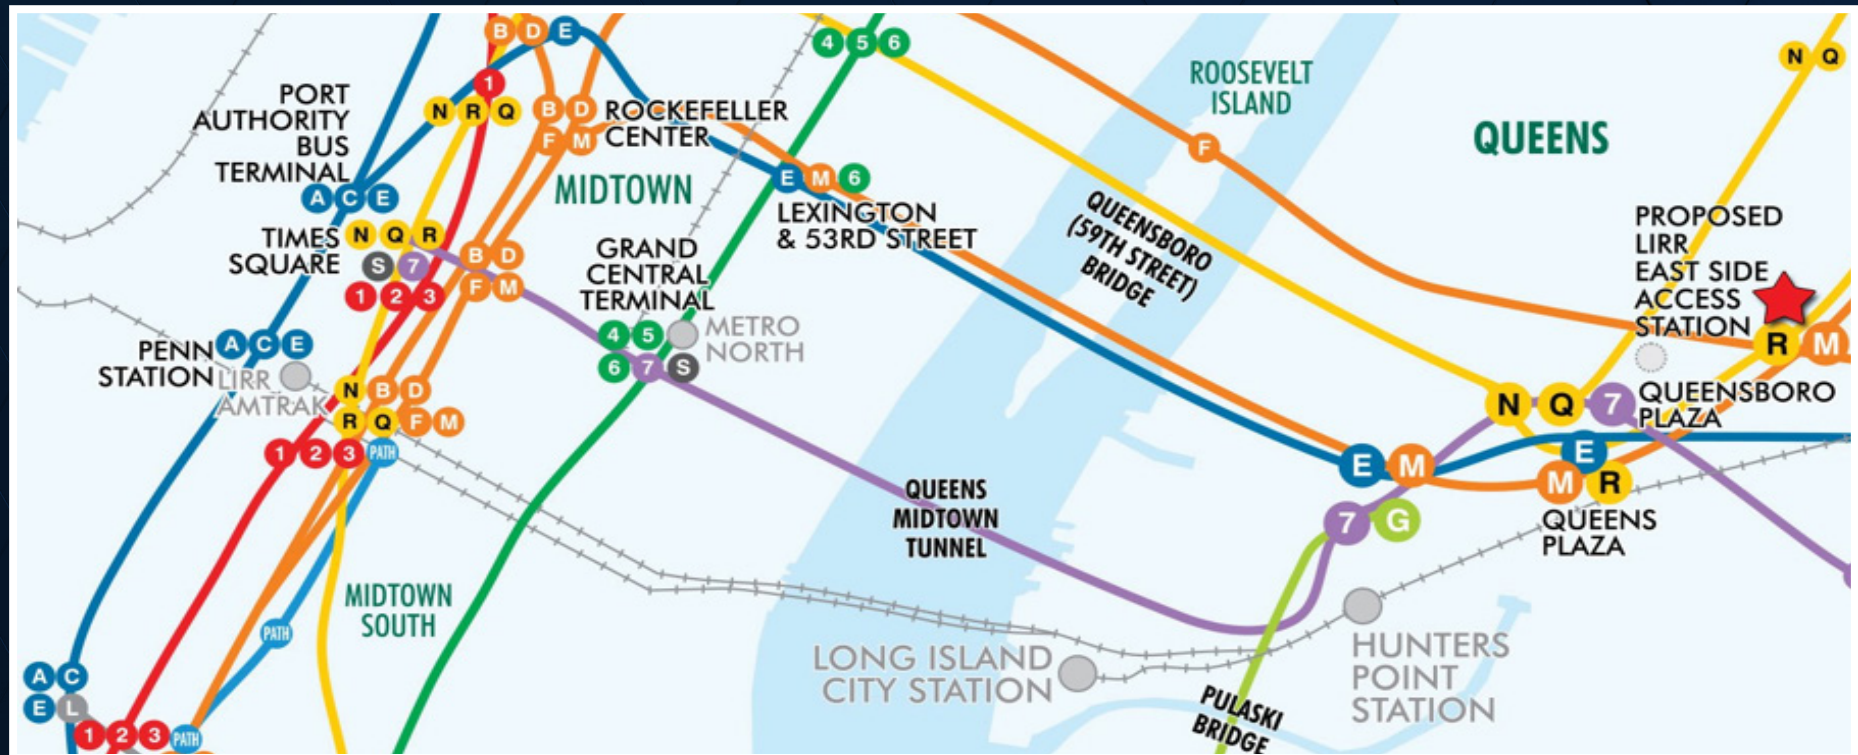 B D E
4 5 6
N Q
1
N R Q
B D
F M
PORT
AUTHORITY
BUS
TERMINAL
A C E
ROCKEFELLER
CENTER
MIDTOWN
ROOSEVELT
ISLAND
F
QUEENS
E M 6
LEXINGTON
& 53RD STREET
TIMES
SQUARE
N Q R
S 7
1 2 3
B D
F M
GRAND
CENTRAL
TERMINAL
4 5
6 7 S
METRO
NORTH
QUEENSBORO
(59TH STREET)
BRIDGE
PROPOSED
LIRR
EAST SIDE
ACCESS
STATION
R M
PENN
STATION
A C E
LIRR
AMTRAK
N B D
R Q F M
1 2 3 PATH
N Q 7
QUEENSBORO
PLAZA
E M
E
M R
QUEENS
PLAZA
7 G
QUEENS
MIDTOWN
TUNNEL
MIDTOWN
SOUTH
PATH
LONG ISLAND
CITY STATION
HUNTERS
POINT
STATION
PULASKI
BRIDGE
A C
E L
1 2 3 PATH